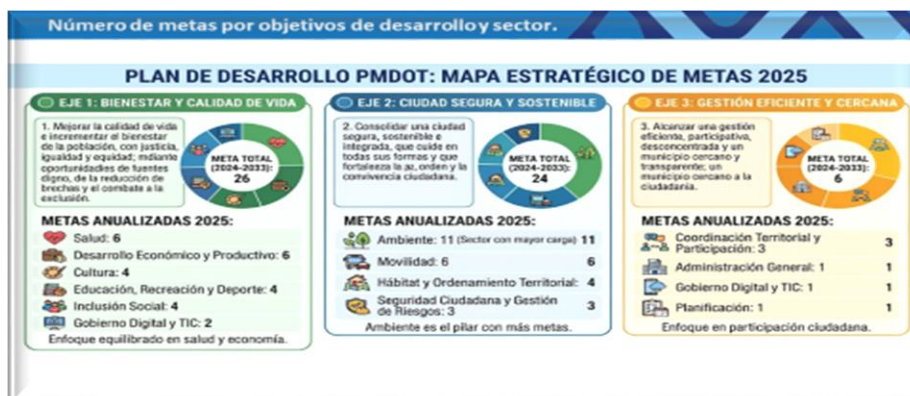 Número de metas por objetivos de desarrollo y sector.
PLAN DE DESARROLLO PMDOT: MAPA ESTRATÉGICO DE METAS 2025
EJE 1: BIENESTAR Y CALIDAD DE VIDA
1. Mejorar la calidad de vida
e incrementar el bienestar
de la población, con justicia,
igualdad y equidad; mdiante
oportunidades de fuentes
digno, de la reducción de
brechas y el combate a la
exclusión.
META TOTAL
(2024-2033):
26
METAS ANUALIZADAS 2025:
Salud: 6
Desarrollo Económico y Productivo: 6
Cultura: 4
Educación, Recreación y Deporte: 4
Inclusión Social: 4
Gobierno Digital y TIC: 2
Enfoque equilibrado en salud y economía.
EJE 2: CIUDAD SEGURA Y SOSTENIBLE
2. Consolidar una ciudad
segura, sostenible e
integrada, que cuide en
todas sus formas y que
fortaleeza la orden y la
convivencia ciudadana.
META TOTAL
(2024-2033):
24
METAS ANUALIZADAS 2025:
Ambiente: 11 (Sector con mayor carga) 11
Movilidad: 6 6
Hábitat y Ordenamiento Territorial: 4
Seguridad Ciudadana y Gestión
de Riesgos: 3 3
Ambiente es el pilar con más metas.
EJE 3: GESTIÓN EFICIENTE Y CERCANA
3. Alcanzar una gestión
eficiente, participativa,
desconcentrada y un
municipio cercano y
transparente; un
municipio cercano a la
ciudadanía.
META TOTAL
(2024-2033):
6
METAS ANUALIZADAS 2025:
Coordinación Territorial y
Participación: 3 3
Administración General: 1 1
Gobierno Digital y TIC: 1 1
Planificación: 1 1
Enfoque en participación ciudadana.